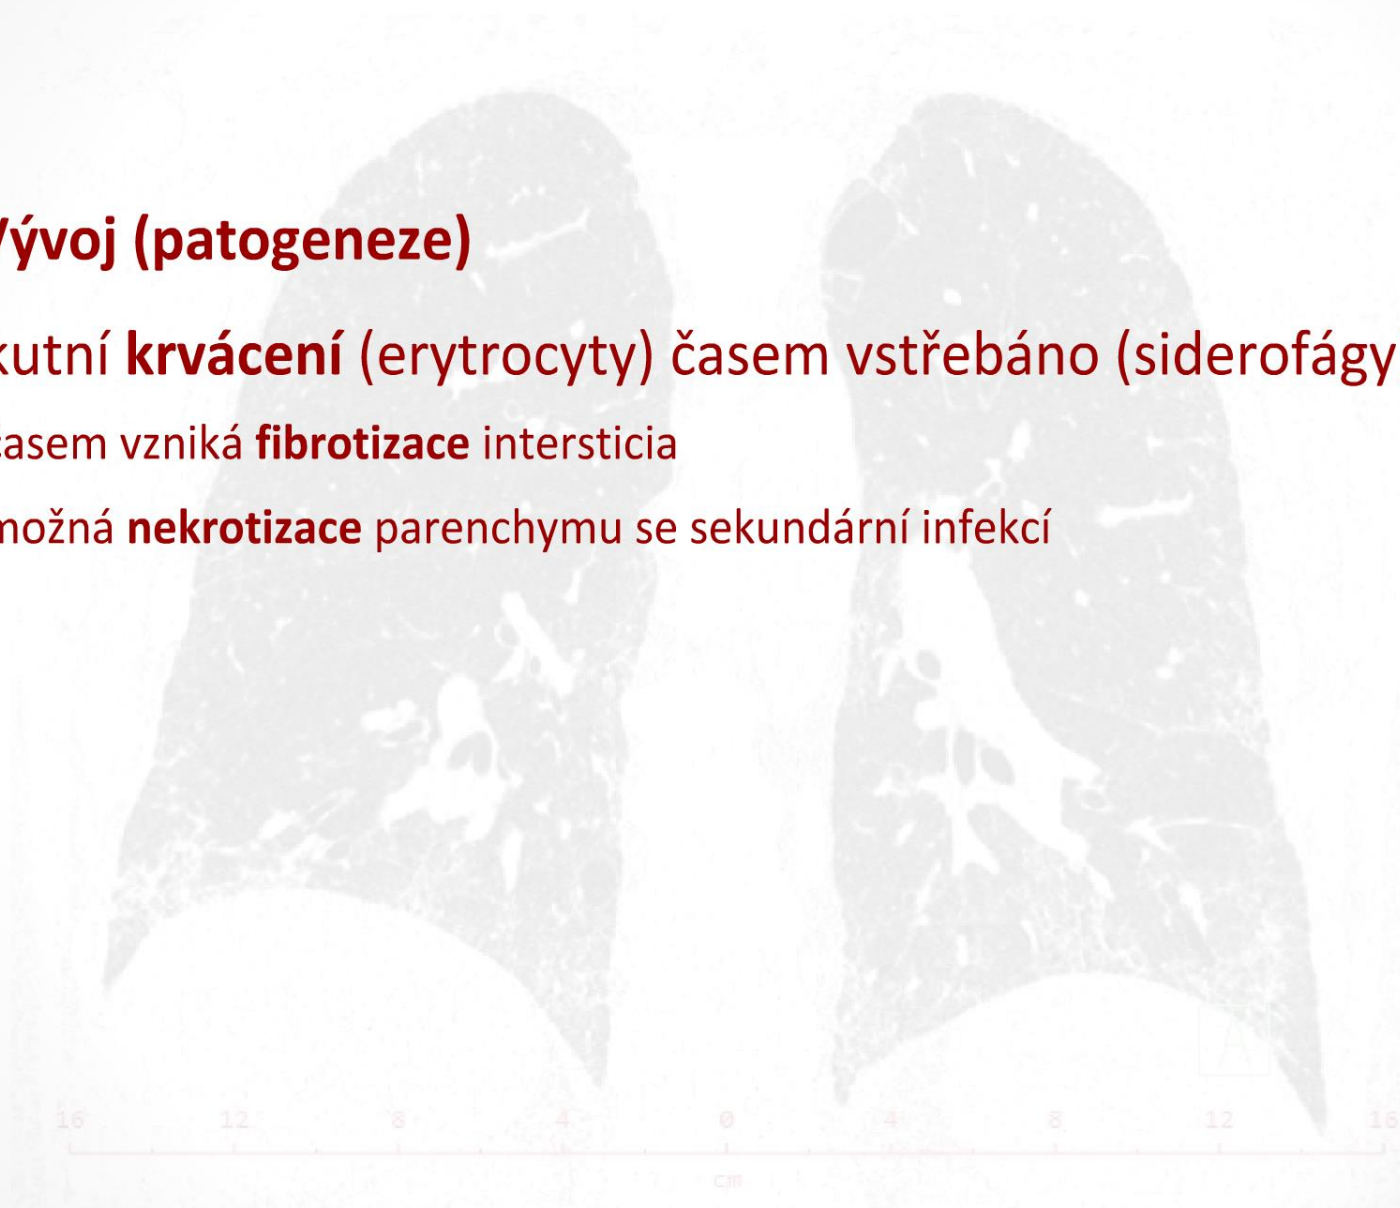 Vývoj (patogeneze)
kutní krvácení (erytrocyty) časem vstřebáno (siderofágy
časem vzniká fibrotizace intersticia
možná nekrotizace parenchymu se sekundární infekcí
A
16 12 8 4 0 4 8 12 16
cm